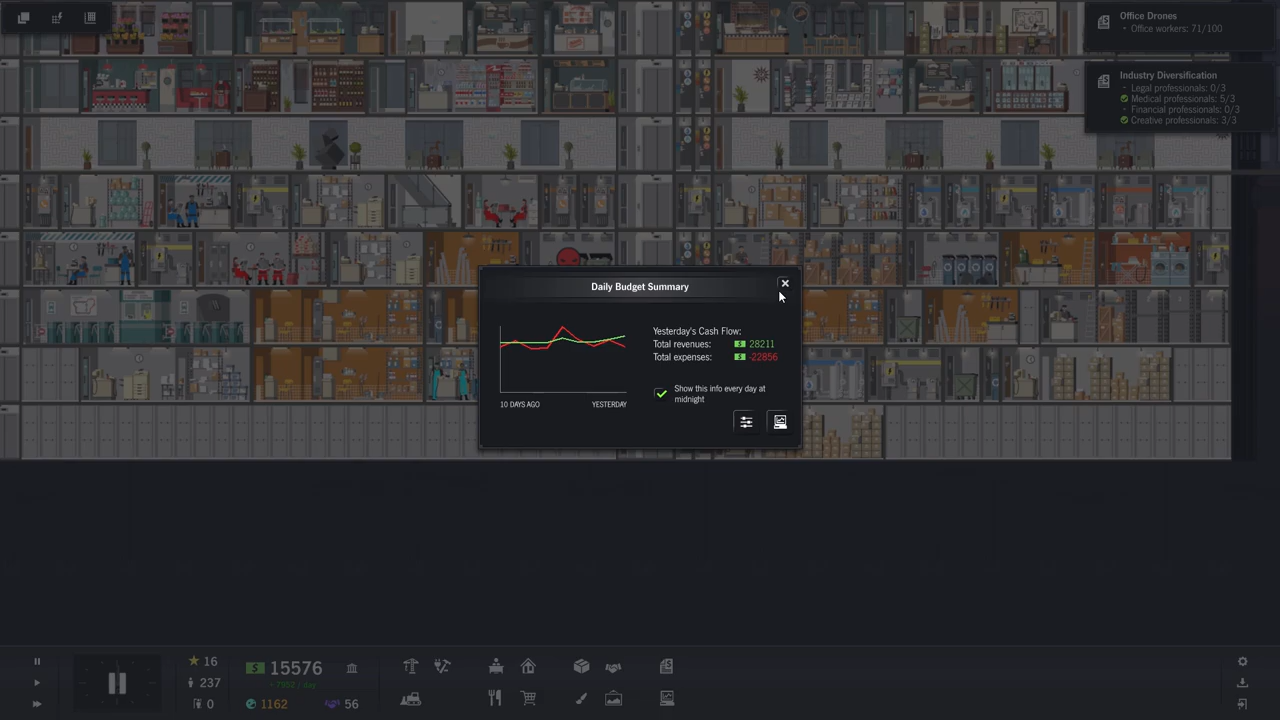 Office Drones
- Office workers: 71/100
Industry Diversification
- Legal professionals: 0/3
Medical professionals: 5/3
- Financial professionals: 0/3
Creative professionals: 3/3
Daily Budget Summary
Yesterday's Cash Flow:
Total revenues: 28211
Total expenses: -22856
Show this info every day at
midnight
10 DAYS AGO YESTERDAY
16
237
0
15576
+ 7952 / day
1162
56